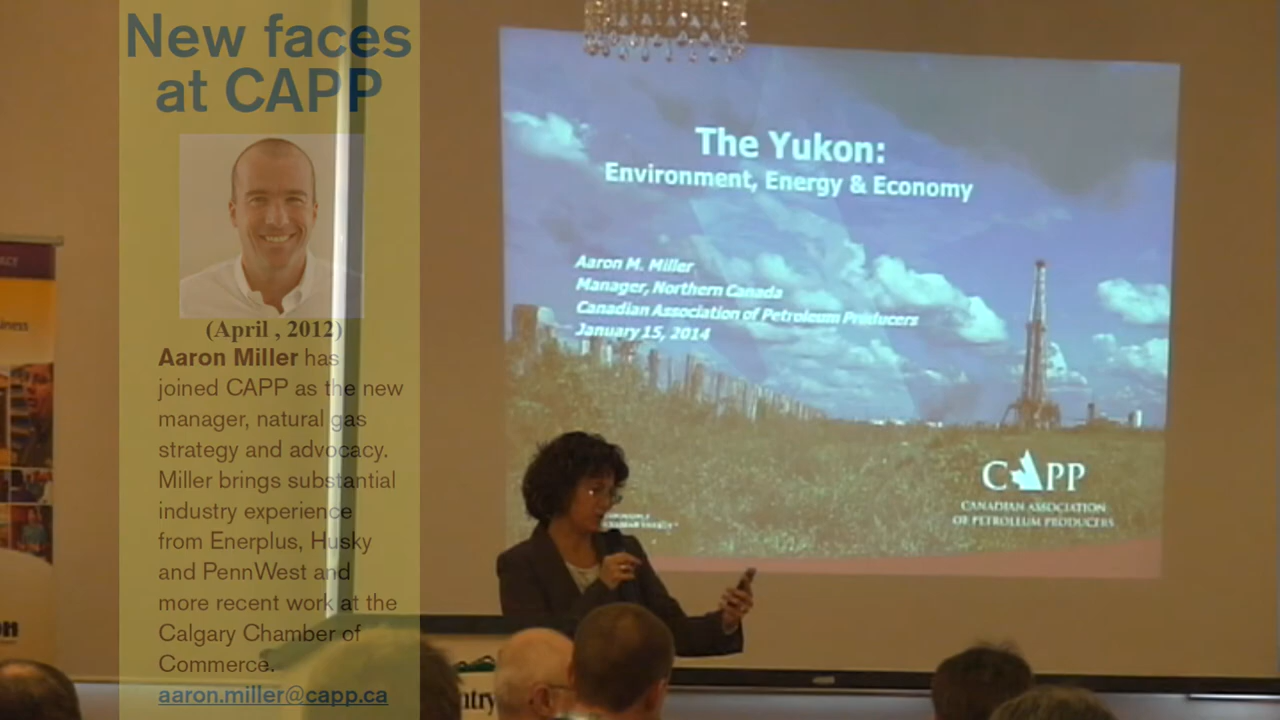 New faces
at CAPP
(April , 2012)
Aaron Miller has
joined CAPP as the new
manager, natural gas
strategy and advocacy.
Miller brings substantial
industry experience
from Enerplus, Husky
and PennWest and
more recent work at the
Calgary Chamber of
Commerce.
aaron.miller@capp.ca
The Yukon:
Environment, Energy & Economy
Aaron M. Miller
Manager, Northern Canada
Canadian Association of Petroleum Producers
January 15, 2014
CAPP
CANADIAN ASSOCIATION
OF PETROLEUM PRODUCERS